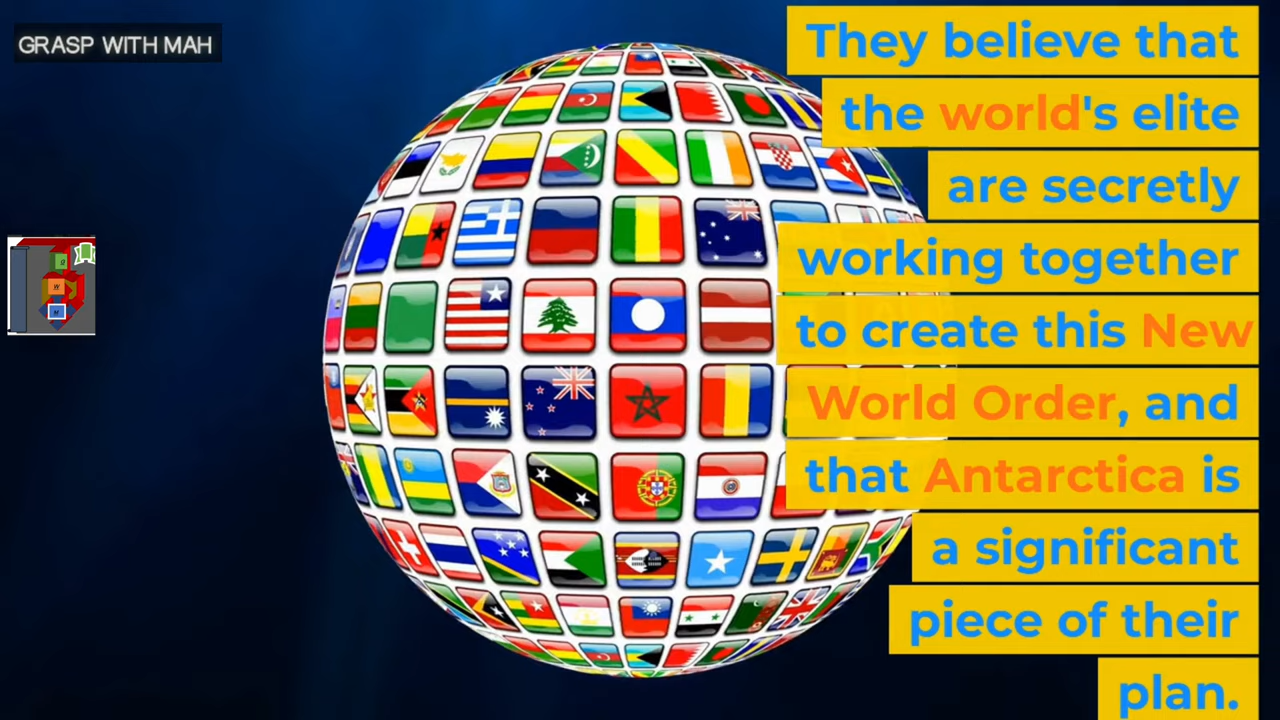 GRASP WITH MAH
They believe that
the world's elite
are secretly
working together
to create this New
World Order, and
that Antarctica is
a significant
piece of their
plan.